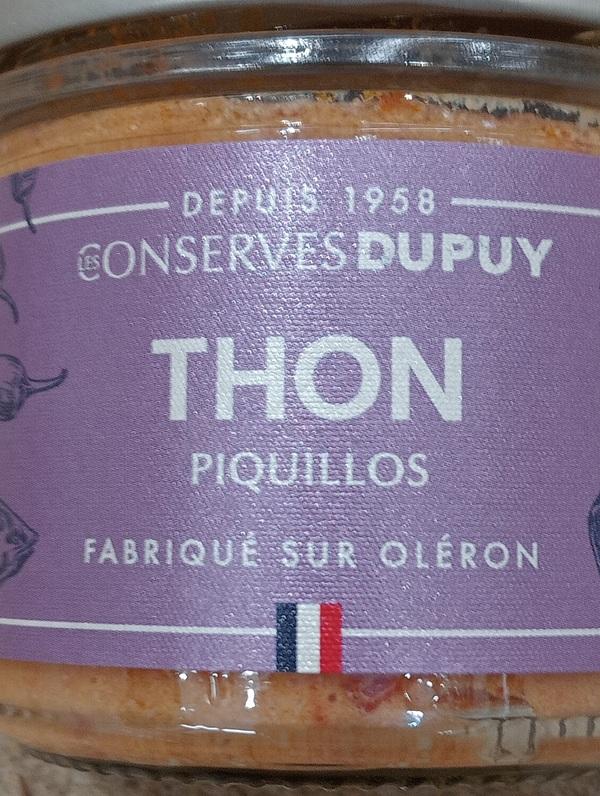 DEPUIS 1958
LES CONSERVES DUPUY
THON
PIQUILLOS
FABRIQUÉ SUR OLÉRON